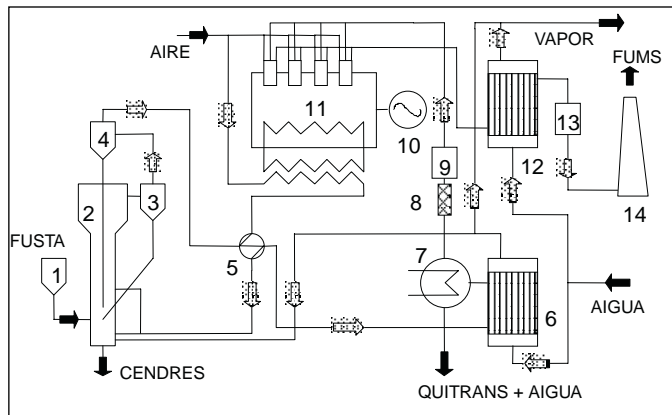 AIRE
VAPOR
FUMS
11
10
4
9
13
12
2
3
8
14
FUSTA
1
5
7
6
AIGUA
CENDRES
QUITRANS + AIGUA